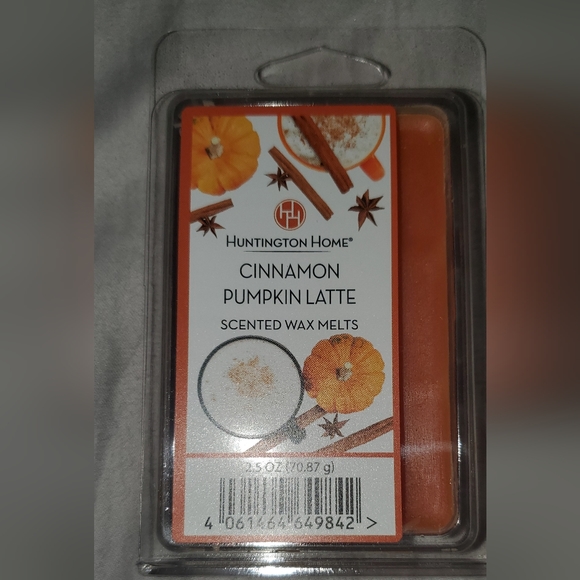 HH
HUNTINGTON HOME®
CINNAMON
PUMPKIN LATTE
SCENTED WAX MELTS
2.5 OZ (70.87 g)
4 061464 649842 >